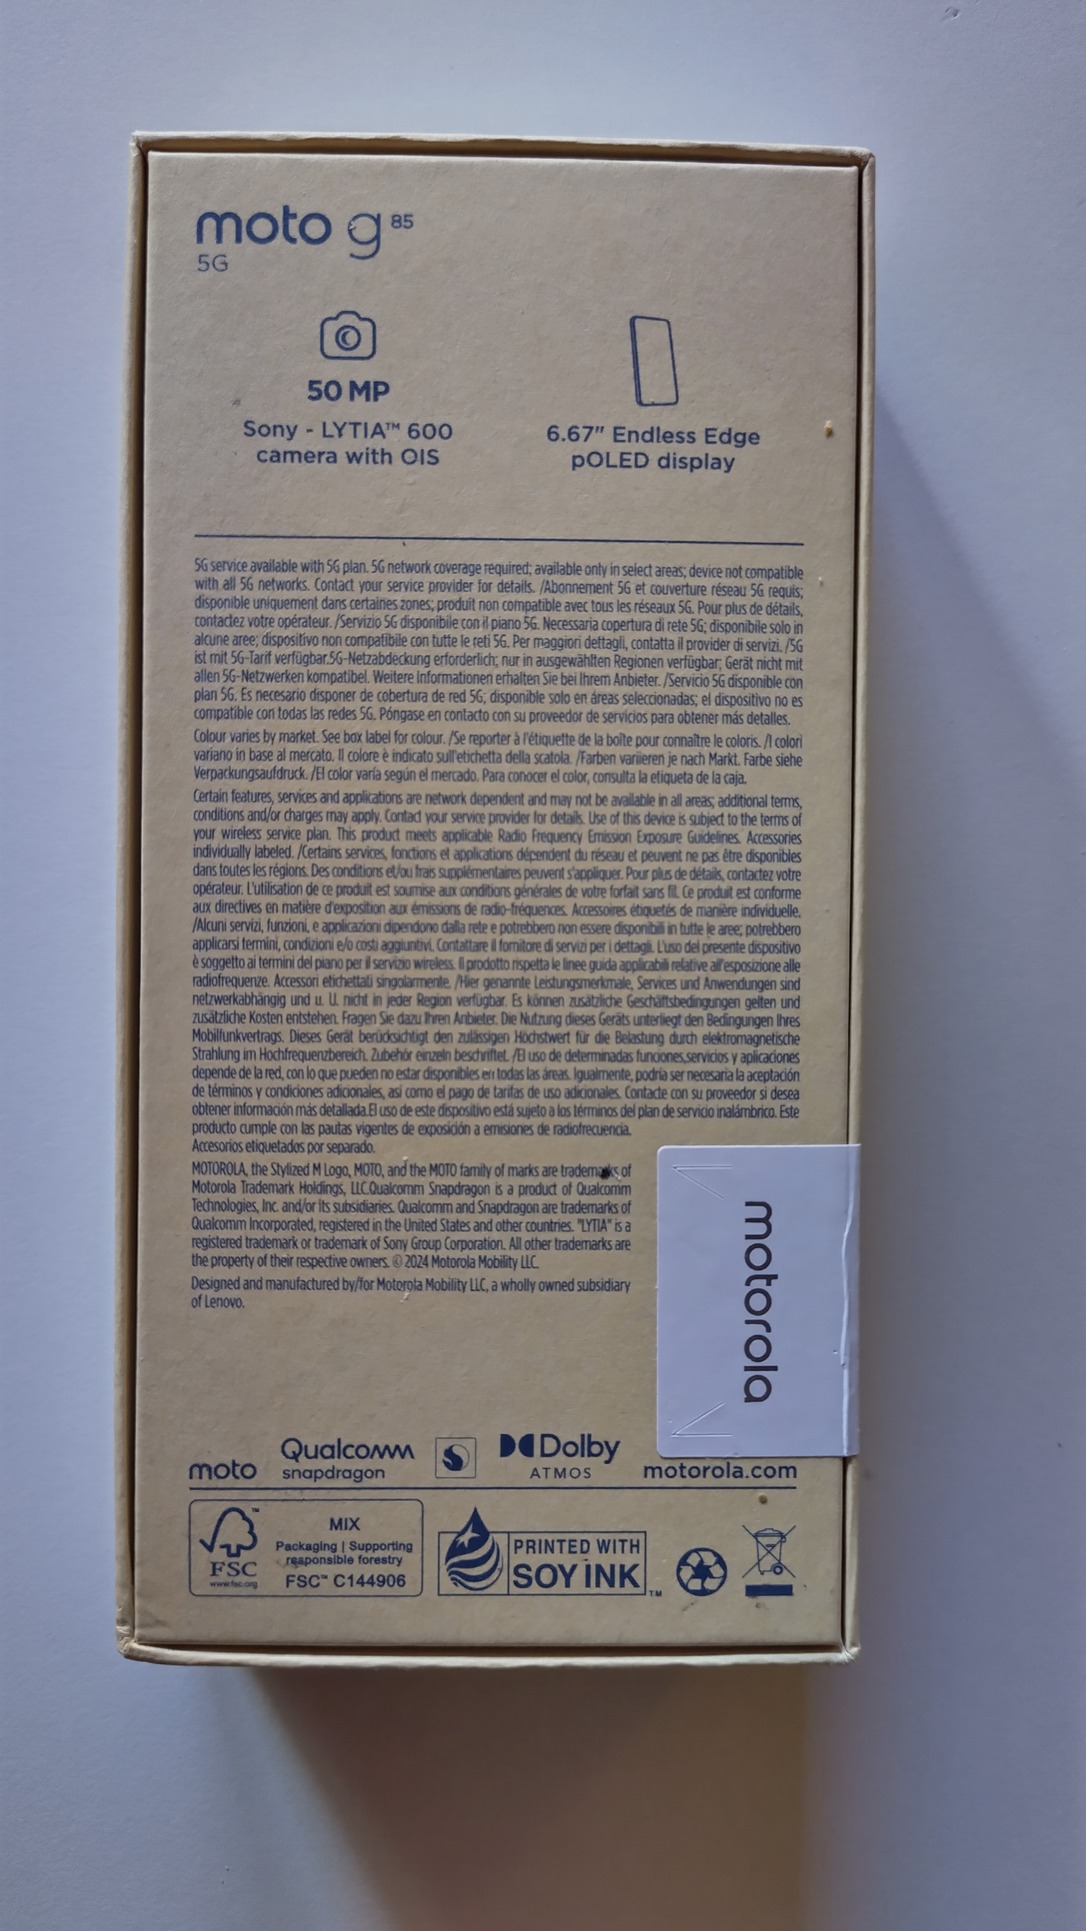 moto g 85
5G
50 MP
Sony - LYTIA™ 600
camera with OIS
6.67" Endless Edge
pOLED display
5G service available with 5G plan. 5G network coverage required; available only in select areas; device not compatible
with all 5G networks. Contact your service provider for details. /Abonnement 5G et couverture réseau 5G requis;
disponible uniquement dans certaines zones; produit non compatible avec tous les réseaux 5G. Pour plus de détails,
contactez votre opérateur. /Servizio 5G disponibile con il piano 5G. Necessaria copertura di rete 5G; disponibile solo in
alcune aree; dispositivo non compatibile con tutte le reti 5G. Per maggiori dettagli, contatta il provider di servizi. /5G
ist mit 5G-Tarif verfügbar.5G-Netzabdeckung erforderlich; nur in ausgewählten Regionen verfügbar; Gerät nicht mit
allen 5G-Netzwerken kompatibel. Weitere Informationen erhalten Sie bei Ihrem Anbieter. /Servicio 5G disponible con
plan 5G. Es necesario disponer de cobertura de red 5G; disponible solo en áreas seleccionadas; el dispositivo no es
compatible con todas las redes 5G. Póngase en contacto con su proveedor de servicios para obtener más detalles.
Colour varies by market. See box label for colour. /Se reporter à l'étiquette de la boîte pour connaître le coloris. /I colori
variano in base al mercato. Il colore è indicato sull'etichetta della scatola. /Farben variieren je nach Markt. Farbe siehe
Verpackungsaufdruck. /El color varía según el mercado. Para conocer el color, consulta la etiqueta de la caja.
Certain features, services and applications are network dependent and may not be available in all areas; additional terms,
conditions and/or charges may apply. Contact your service provider for details. Use of this device is subject to the terms of
your wireless service plan. This product meets applicable Radio Frequency Emission Exposure Guidelines. Accessories
individually labeled. /Certains services, fonctions et applications dépendent du réseau et peuvent ne pas être disponibles
dans toutes les régions. Des conditions et/ou frais supplémentaires peuvent s'appliquer. Pour plus de détails, contactez votre
opérateur. L'utilisation de ce produit est soumise aux conditions générales de votre forfait sans fil. Ce produit est conforme
aux directives en matière d'exposition aux émissions de radio-fréquences. Accessoires étiquetés de manière individuelle.
/Alcuni servizi, funzioni, e applicazioni dipendono dalla rete e potrebbero non essere disponibili in tutte le aree; potrebbero
applicarsi termini, condizioni e/o costi aggiuntivi. Contattare il fornitore di servizi per i dettagli. L'uso del presente dispositivo
è soggetto ai termini del piano per il servizio wireless. Il prodotto rispetta le linee guida applicabili relative all'esposizione alle
radiofrequenze. Accessori etichettati singolarmente. /Hier genannte Leistungsmerkmale, Services und Anwendungen sind
netzwerkabhängig und u. U. nicht in jeder Region verfügbar. Es können zusätzliche Geschäftsbedingungen gelten und
zusätzliche Kosten entstehen. Fragen Sie dazu Ihren Anbieter. Die Nutzung dieses Geräts unterliegt den Bedingungen Ihres
Mobilfunkvertrags. Dieses Gerät berücksichtigt den zulässigen Höchstwert für die Belastung durch elektromagnetische
Strahlung im Hochfrequenzbereich. Zubehör einzeln beschriftet. /El uso de determinadas funciones,servicios y aplicaciones
depende de la red, con lo que pueden no estar disponibles en todas las áreas. Igualmente, podría ser necesaria la aceptación
de términos y condiciones adicionales, así como el pago de tarifas de uso adicionales. Contacte con su proveedor si desea
obtener información más detallada.El uso de este dispositivo está sujeto a los términos del plan de servicio inalámbrico. Este
producto cumple con las pautas vigentes de exposición a emisiones de radiofrecuencia.
Accesorios etiquetados por separado.
MOTOROLA, the Stylized M Logo, MOTO, and the MOTO family of marks are trademarks of
Motorola Trademark Holdings, LLC.Qualcomm Snapdragon is a product of Qualcomm
Technologies, Inc. and/or its subsidiaries. Qualcomm and Snapdragon are trademarks of
Qualcomm Incorporated, registered in the United States and other countries. "LYTIA" is a
registered trademark or trademark of Sony Group Corporation. All other trademarks are
the property of their respective owners. © 2024 Motorola Mobility LLC.
Designed and manufactured by/for Motorola Mobility LLC, a wholly owned subsidiary
of Lenovo.
motorola
moto
Qualcomm
snapdragon
Dolby
ATMOS
motorola.com
FSC
www.fsc.org
MIX
Packaging | Supporting
responsible forestry
FSC™ C144906
PRINTED WITH
SOY INK™